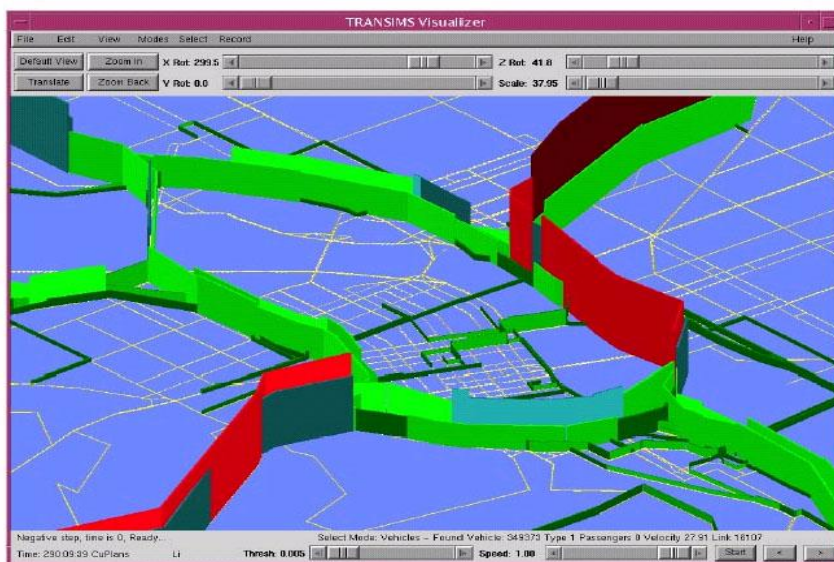 TRANSIMS Visualizer
File Edit View Modes Select Record Help
Default View Zoom In X Rot: 299.5 Z Rot: 41.8
Translate Zoom Back Y Rot: 0.0 Scale: 37.95
Negative step, time is 0, Ready... Select Mode: Vehicles - Found Vehicle: 349373 Type 1 Passengers 0 Velocity 27.91 Link 16107
Time: 290:09:39 CuPlans Li Thresh: 0.005 Speed: 1.00 Start < >